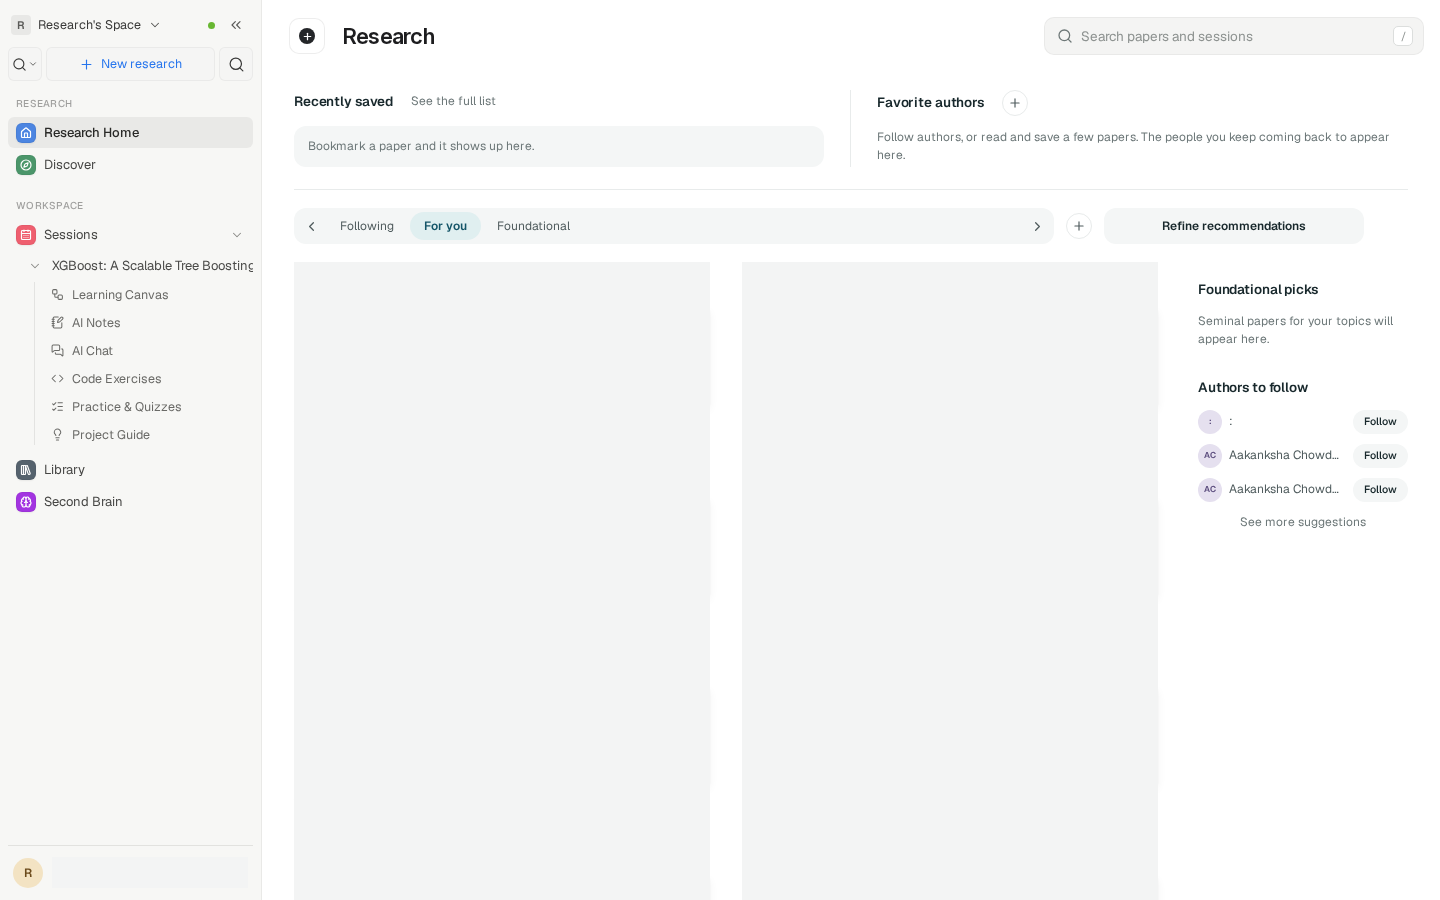 R
Research's Space
New research
RESEARCH
Research Home
Discover
WORKSPACE
Sessions
XGBoost: A Scalable Tree Boosting
Learning Canvas
AI Notes
AI Chat
Code Exercises
Practice & Quizzes
Project Guide
Library
Second Brain
R
Research
Search papers and sessions
/
Recently saved
See the full list
Bookmark a paper and it shows up here.
Favorite authors
Follow authors, or read and save a few papers. The people you keep coming back to appear
here.
Following
For you
Foundational
Refine recommendations
Foundational picks
Seminal papers for your topics will
appear here.
Authors to follow
:
:
Follow
AC
Aakanksha Chowd...
Follow
AC
Aakanksha Chowd...
Follow
See more suggestions